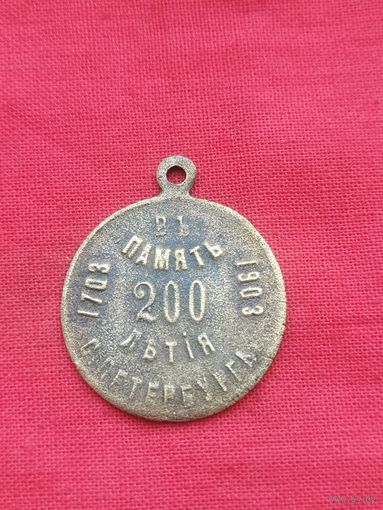 ВЪ
ПАМЯТЬ
1703 200 1903
ЛѢТІЯ
С.ПЕТЕРБУРГА